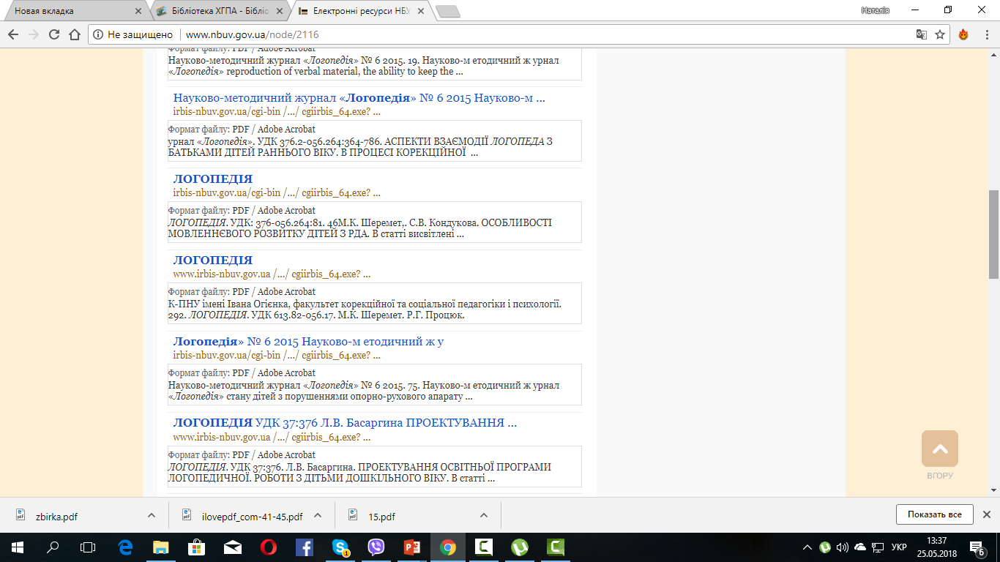 Новая вкладка
Бібліотека ХГПА - Бібліо
Електронні ресурси НБУ
Наталія
Не защищено
www.nbuv.gov.ua/node/2116
Формат файлу: PDF / Adobe Acrobat
Науково-методичний журнал «Логопедія» № 6 2015. 19. Науково-м етодичний ж урнал
«Логопедія» reproduction of verbal material, the ability to keep the ...
Науково-методичний журнал «Логопедія» № 6 2015 Науково-м ...
irbis-nbuv.gov.ua/cgi-bin /.../ cgiirbis_64.exe? ...
Формат файлу: PDF / Adobe Acrobat
урнал «Логопедія». УДК 376.2-056.264:364-786. АСПЕКТИ ВЗАЄМОДІЇ ЛОГОПЕДА З
БАТЬКАМИ ДІТЕЙ РАННЬОГО ВІКУ. В ПРОЦЕСІ КОРЕКЦІЙНОЇ ...
ЛОГОПЕДІЯ
irbis-nbuv.gov.ua/cgi-bin /.../ cgiirbis_64.exe? ...
Формат файлу: PDF / Adobe Acrobat
ЛОГОПЕДІЯ. УДК: 376-056.264:81. 46М.К. Шеремет,. С.В. Кондукова. ОСОБЛИВОСТІ
МОВЛЕННЄВОГО РОЗВИТКУ ДІТЕЙ З РДА. В статті висвітлені ...
ЛОГОПЕДІЯ
www.irbis-nbuv.gov.ua /.../ cgiirbis_64.exe? ...
Формат файлу: PDF / Adobe Acrobat
К-ПНУ імені Івана Огієнка, факультет корекційної та соціальної педагогіки і психології.
292. ЛОГОПЕДІЯ. УДК 613.82-056.17. М.К. Шеремет. Р.Г. Процюк.
Логопедія» № 6 2015 Науково-м етодичний ж у
irbis-nbuv.gov.ua/cgi-bin /.../ cgiirbis_64.exe? ...
Формат файлу: PDF / Adobe Acrobat
Науково-методичний журнал «Логопедія» № 6 2015. 75. Науково-м етодичний ж урнал
«Логопедія» стану дітей з порушеннями опорно-рухового апарату ...
ЛОГОПЕДІЯ УДК 37:376 Л.В. Басаргина ПРОЕКТУВАННЯ ...
www.irbis-nbuv.gov.ua /.../ cgiirbis_64.exe? ...
Формат файлу: PDF / Adobe Acrobat
ЛОГОПЕДІЯ. УДК 37:376. Л.В. Басаргина. ПРОЕКТУВАННЯ ОСВІТНЬОЇ ПРОГРАМИ
ЛОГОПЕДИЧНОЇ. РОБОТИ З ДІТЬМИ ДОШКІЛЬНОГО ВІКУ. В статті ...
ВГОРУ
zbirka.pdf
ilovepdf_com-41-45.pdf
15.pdf
Показать все
УКР
13:37
25.05.2018
6
1